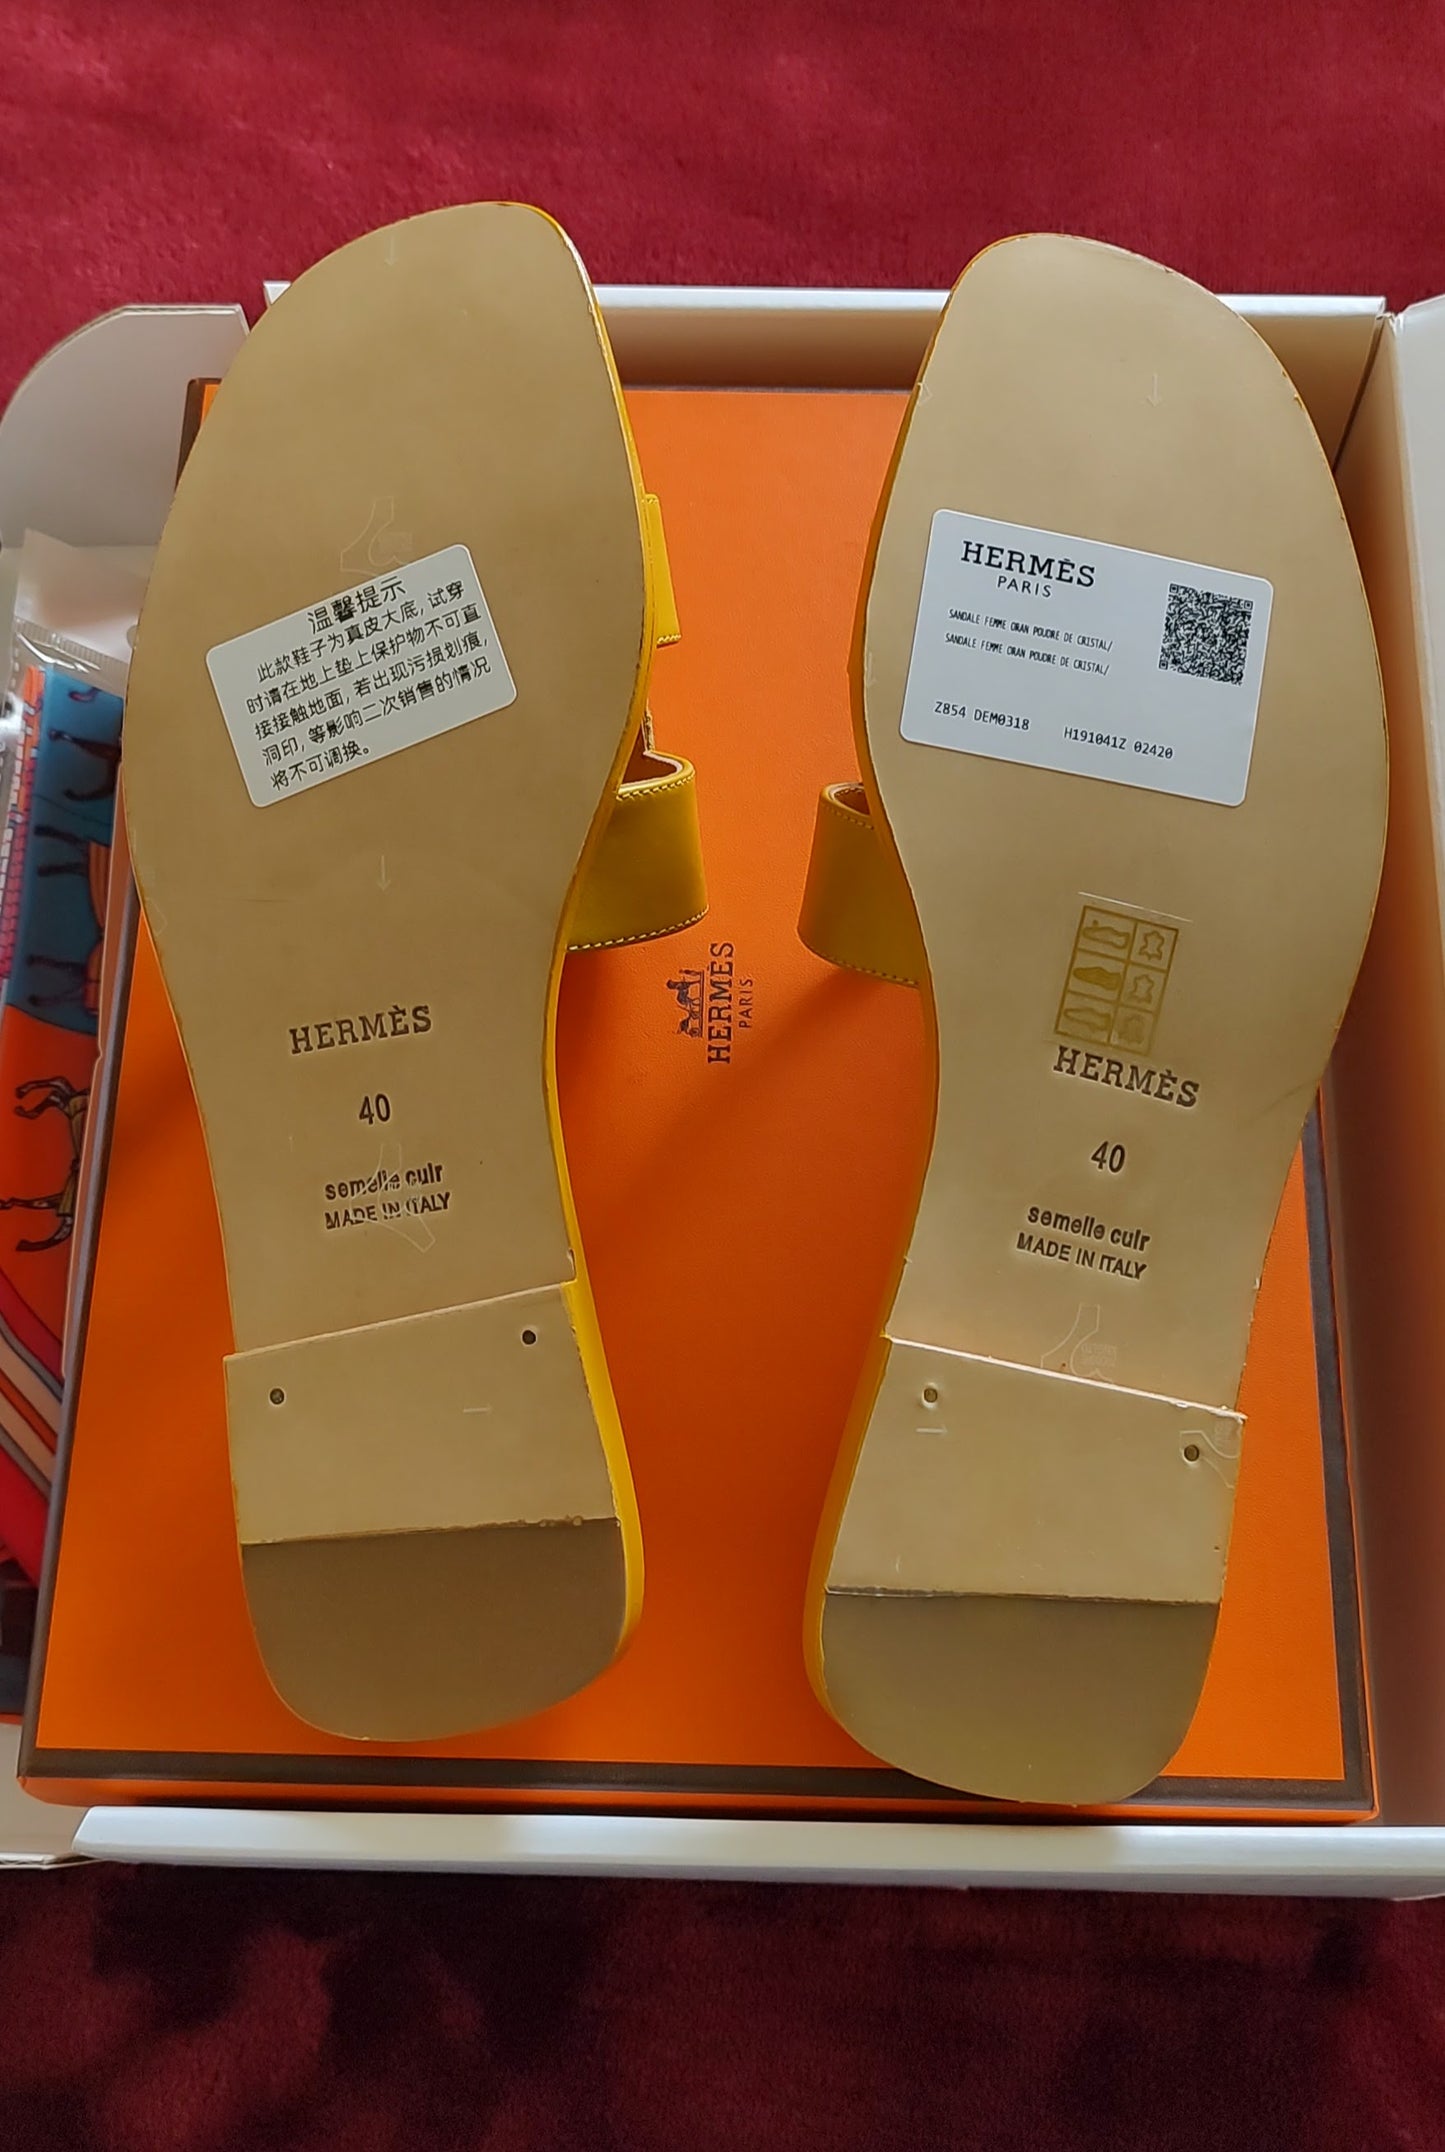 温馨提示
此款鞋子为真皮大底, 试穿
时请在地上垫上保护物不可直
接接触地面, 若出现污损划痕,
洞印, 等影响二次销售的情况
将不可调换。
HERMÈS
40
semelle cuir
MADE IN ITALY
HERMÈS
PARIS
HERMÈS
PARIS
SANDALE FEMME ORAN POUDRE DE CRISTAL/
SANDALE FEMME ORAN POUDRE DE CRISTAL/
Z854 DEM0318 H191041Z 02420
HERMÈS
40
semelle cuir
MADE IN ITALY